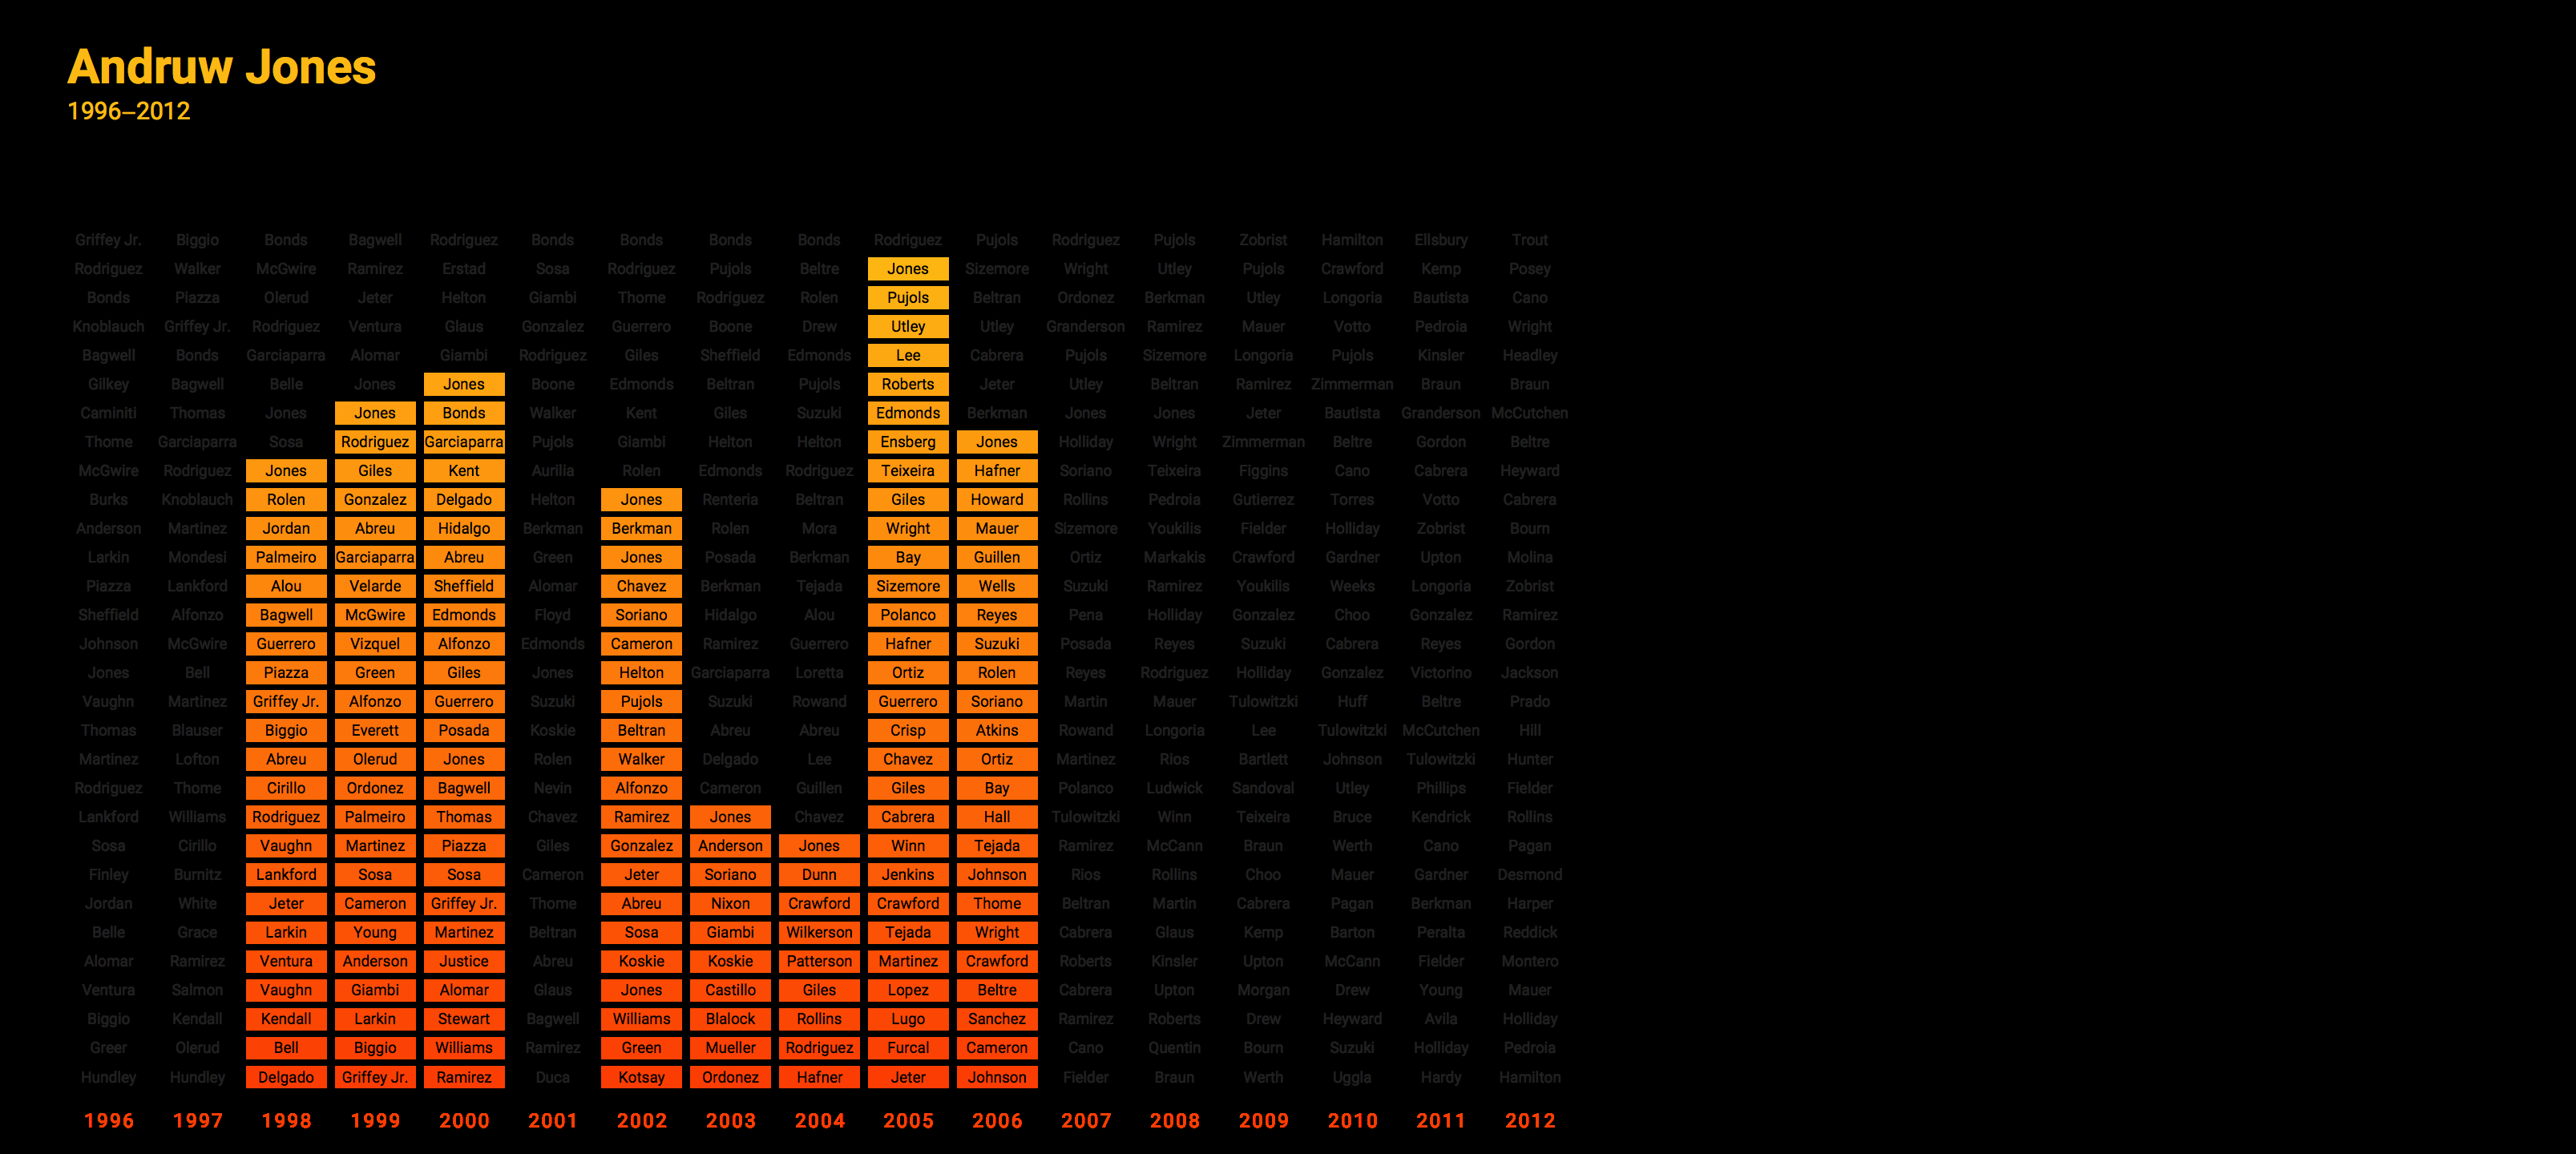 Andruw Jones
1996–2012
Griffey Jr. Biggio Bonds Bagwell Rodriguez Bonds Bonds Bonds Bonds Rodriguez Pujols Rodriguez Pujols Zobrist Hamilton Ellsbury Trout
Rodriguez Walker McGwire Ramirez Erstad Sosa Rodriguez Pujols Beltre Jones Sizemore Wright Utley Pujols Crawford Kemp Posey
Bonds Piazza Olerud Jeter Helton Giambi Thome Rodriguez Rolen Pujols Beltran Ordonez Berkman Utley Longoria Bautista Cano
Knoblauch Griffey Jr. Rodriguez Ventura Glaus Gonzalez Guerrero Boone Drew Utley Utley Granderson Ramirez Mauer Votto Pedroia Wright
Bagwell Bonds Garciaparra Alomar Giambi Rodriguez Giles Sheffield Edmonds Lee Cabrera Pujols Sizemore Longoria Pujols Kinsler Headley
Gilkey Bagwell Belle Jones Jones Boone Edmonds Beltran Pujols Roberts Jeter Utley Beltran Ramirez Zimmerman Braun Braun
Caminiti Thomas Jones Jones Bonds Walker Kent Giles Suzuki Edmonds Berkman Jones Jones Jeter Bautista Granderson McCutchen
Thome Garciaparra Sosa Rodriguez Garciaparra Pujols Giambi Helton Helton Ensberg Jones Holliday Wright Zimmerman Beltre Gordon Beltre
McGwire Rodriguez Jones Giles Kent Aurilia Rolen Edmonds Rodriguez Teixeira Hafner Soriano Teixeira Figgins Cano Cabrera Heyward
Burks Knoblauch Rolen Gonzalez Delgado Helton Jones Renteria Beltran Giles Howard Rollins Pedroia Gutierrez Torres Votto Cabrera
Anderson Martinez Jordan Abreu Hidalgo Berkman Berkman Rolen Mora Wright Mauer Sizemore Youkilis Fielder Holliday Zobrist Bourn
Larkin Mondesi Palmeiro Garciaparra Abreu Green Jones Posada Berkman Bay Guillen Ortiz Markakis Crawford Gardner Upton Molina
Piazza Lankford Alou Velarde Sheffield Alomar Chavez Berkman Tejada Sizemore Wells Suzuki Ramirez Youkilis Weeks Longoria Zobrist
Sheffield Alfonzo Bagwell McGwire Edmonds Floyd Soriano Hidalgo Alou Polanco Reyes Pena Holliday Gonzalez Choo Gonzalez Ramirez
Johnson McGwire Guerrero Vizquel Alfonzo Edmonds Cameron Ramirez Guerrero Hafner Suzuki Posada Reyes Suzuki Cabrera Reyes Gordon
Jones Bell Piazza Green Giles Jones Helton Garciaparra Loretta Ortiz Rolen Reyes Rodriguez Holliday Gonzalez Victorino Jackson
Vaughn Martinez Griffey Jr. Alfonzo Guerrero Suzuki Pujols Suzuki Rowand Guerrero Soriano Martin Mauer Tulowitzki Huff Beltre Prado
Thomas Blauser Biggio Everett Posada Koskie Beltran Abreu Abreu Crisp Atkins Rowand Longoria Lee Tulowitzki McCutchen Hill
Martinez Lofton Abreu Olerud Jones Rolen Walker Delgado Lee Chavez Ortiz Martinez Rios Bartlett Johnson Tulowitzki Hunter
Rodriguez Thome Cirillo Ordonez Bagwell Nevin Alfonzo Cameron Guillen Giles Bay Polanco Ludwick Sandoval Utley Phillips Fielder
Lankford Williams Rodriguez Palmeiro Thomas Chavez Ramirez Jones Chavez Cabrera Hall Tulowitzki Winn Teixeira Bruce Kendrick Rollins
Sosa Cirillo Vaughn Martinez Piazza Giles Gonzalez Anderson Jones Winn Tejada Ramirez McCann Braun Werth Cano Pagan
Finley Burnitz Lankford Sosa Sosa Cameron Jeter Soriano Dunn Jenkins Johnson Rios Rollins Choo Mauer Gardner Desmond
Jordan White Jeter Cameron Griffey Jr. Thome Abreu Nixon Crawford Crawford Thome Beltran Martin Cabrera Pagan Berkman Harper
Belle Grace Larkin Young Martinez Beltran Sosa Giambi Wilkerson Tejada Wright Cabrera Glaus Kemp Barton Peralta Reddick
Alomar Ramirez Ventura Anderson Justice Abreu Koskie Koskie Patterson Martinez Crawford Roberts Kinsler Upton McCann Fielder Montero
Ventura Salmon Vaughn Giambi Alomar Glaus Jones Castillo Giles Lopez Beltre Cabrera Upton Morgan Drew Young Mauer
Biggio Kendall Kendall Larkin Stewart Bagwell Williams Blalock Rollins Lugo Sanchez Ramirez Roberts Drew Heyward Avila Holliday
Greer Olerud Bell Biggio Williams Ramirez Green Mueller Rodriguez Furcal Cameron Cano Quentin Bourn Suzuki Holliday Pedroia
Hundley Hundley Delgado Griffey Jr. Ramirez Duca Kotsay Ordonez Hafner Jeter Johnson Fielder Braun Werth Uggla Hardy Hamilton
1996 1997 1998 1999 2000 2001 2002 2003 2004 2005 2006 2007 2008 2009 2010 2011 2012